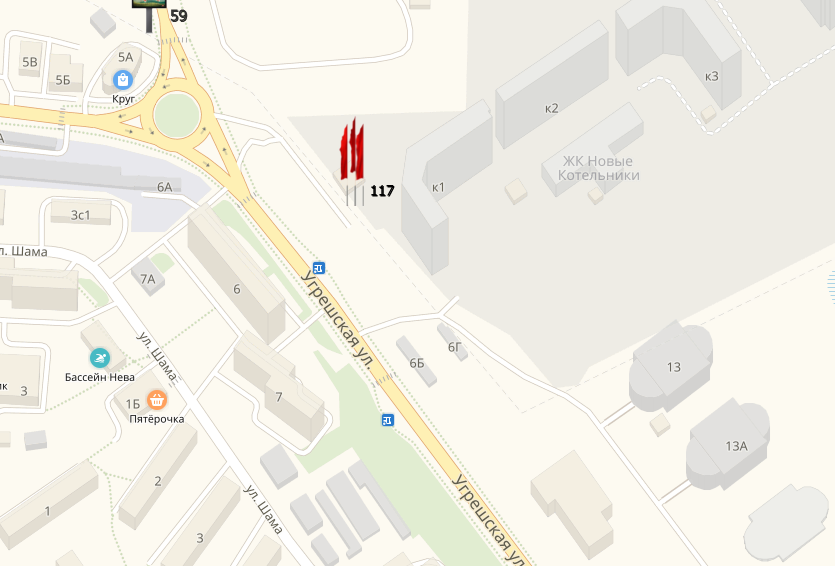 59
5В
5Б
5А
Круг
к3
к2
ЖК Новые
Котельники
к1
117
А
6А
3с1
л. Шама
7А
6
Угрешская ул.
ул. Шама
Бассейн Нева
6Б
6Г
13
7
ик
3
1Б
Пятёрочка
13А
2
1
3
ул. Шама
Угрешская ул